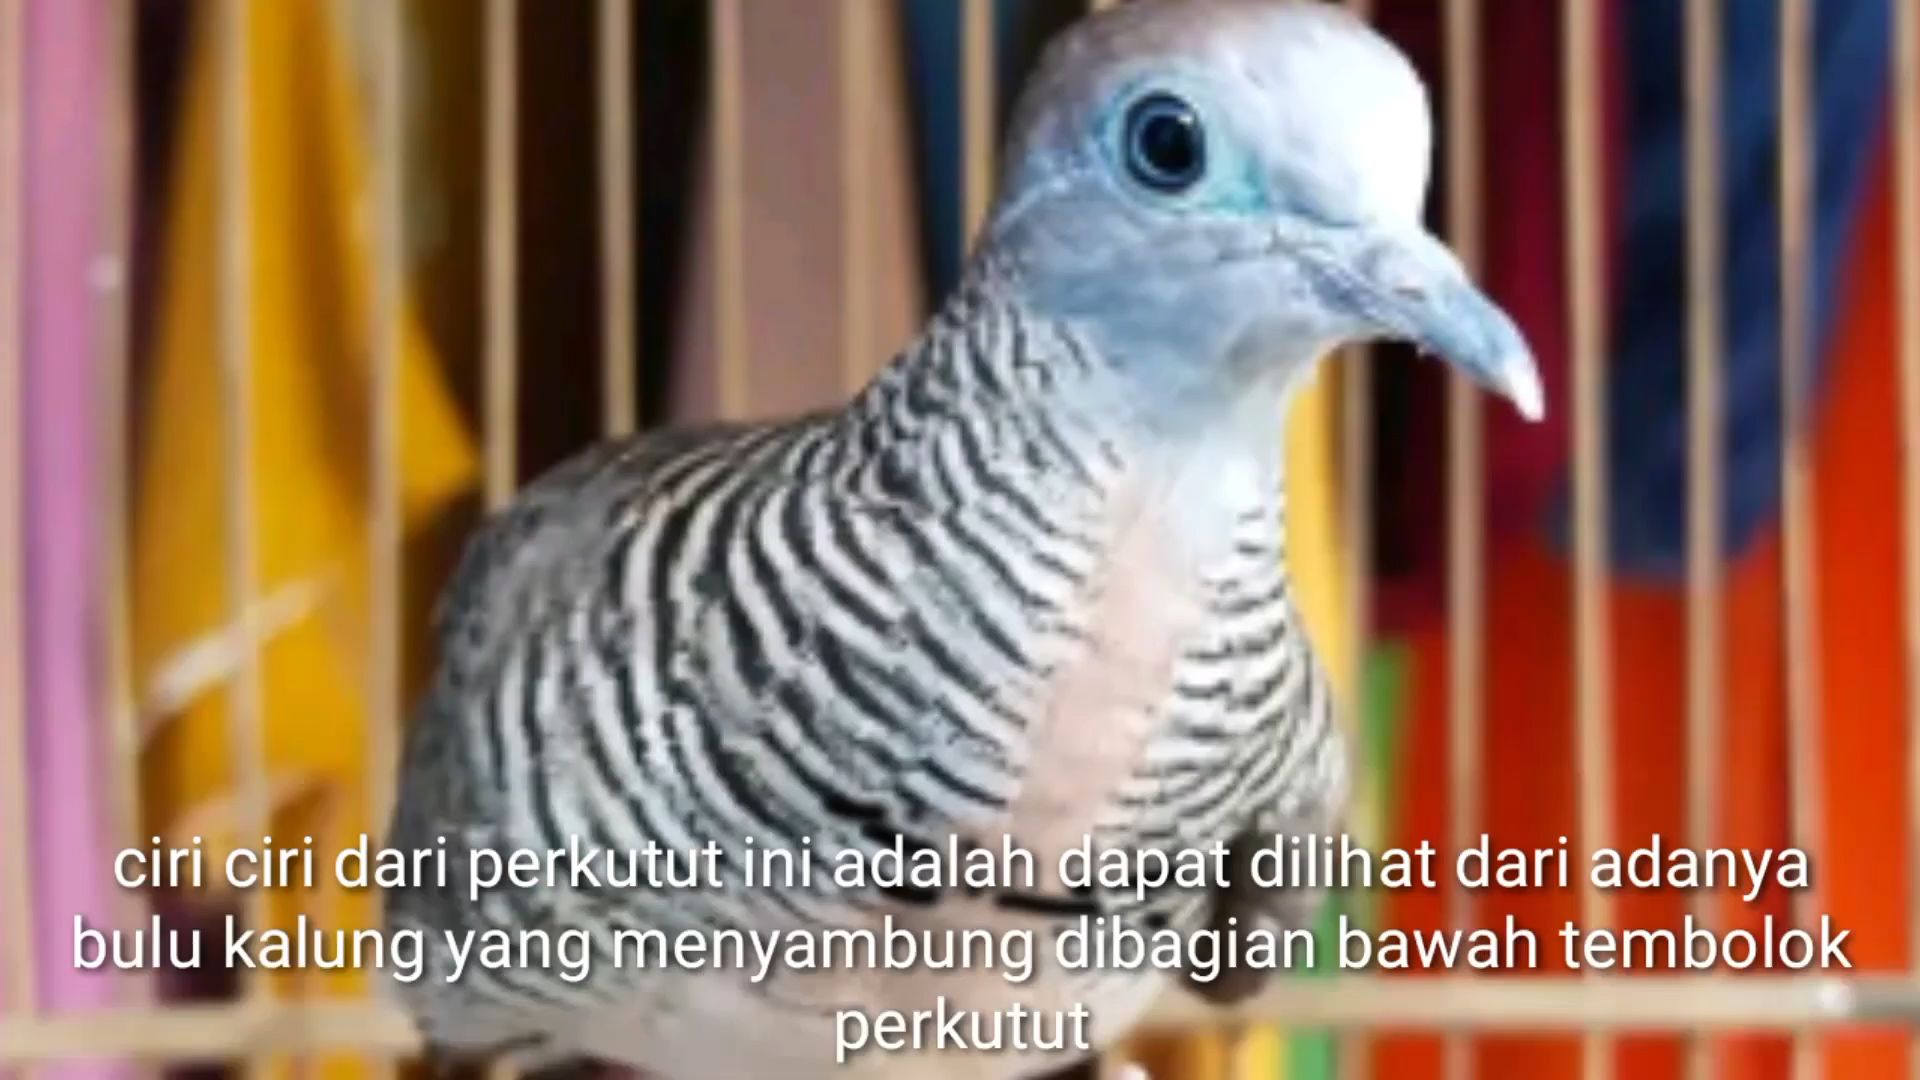 ciri ciri dari perkutut ini adalah dapat dilihat dari adanya
bulu kalung yang menyambung dibagian bawah tembolok
perkutut